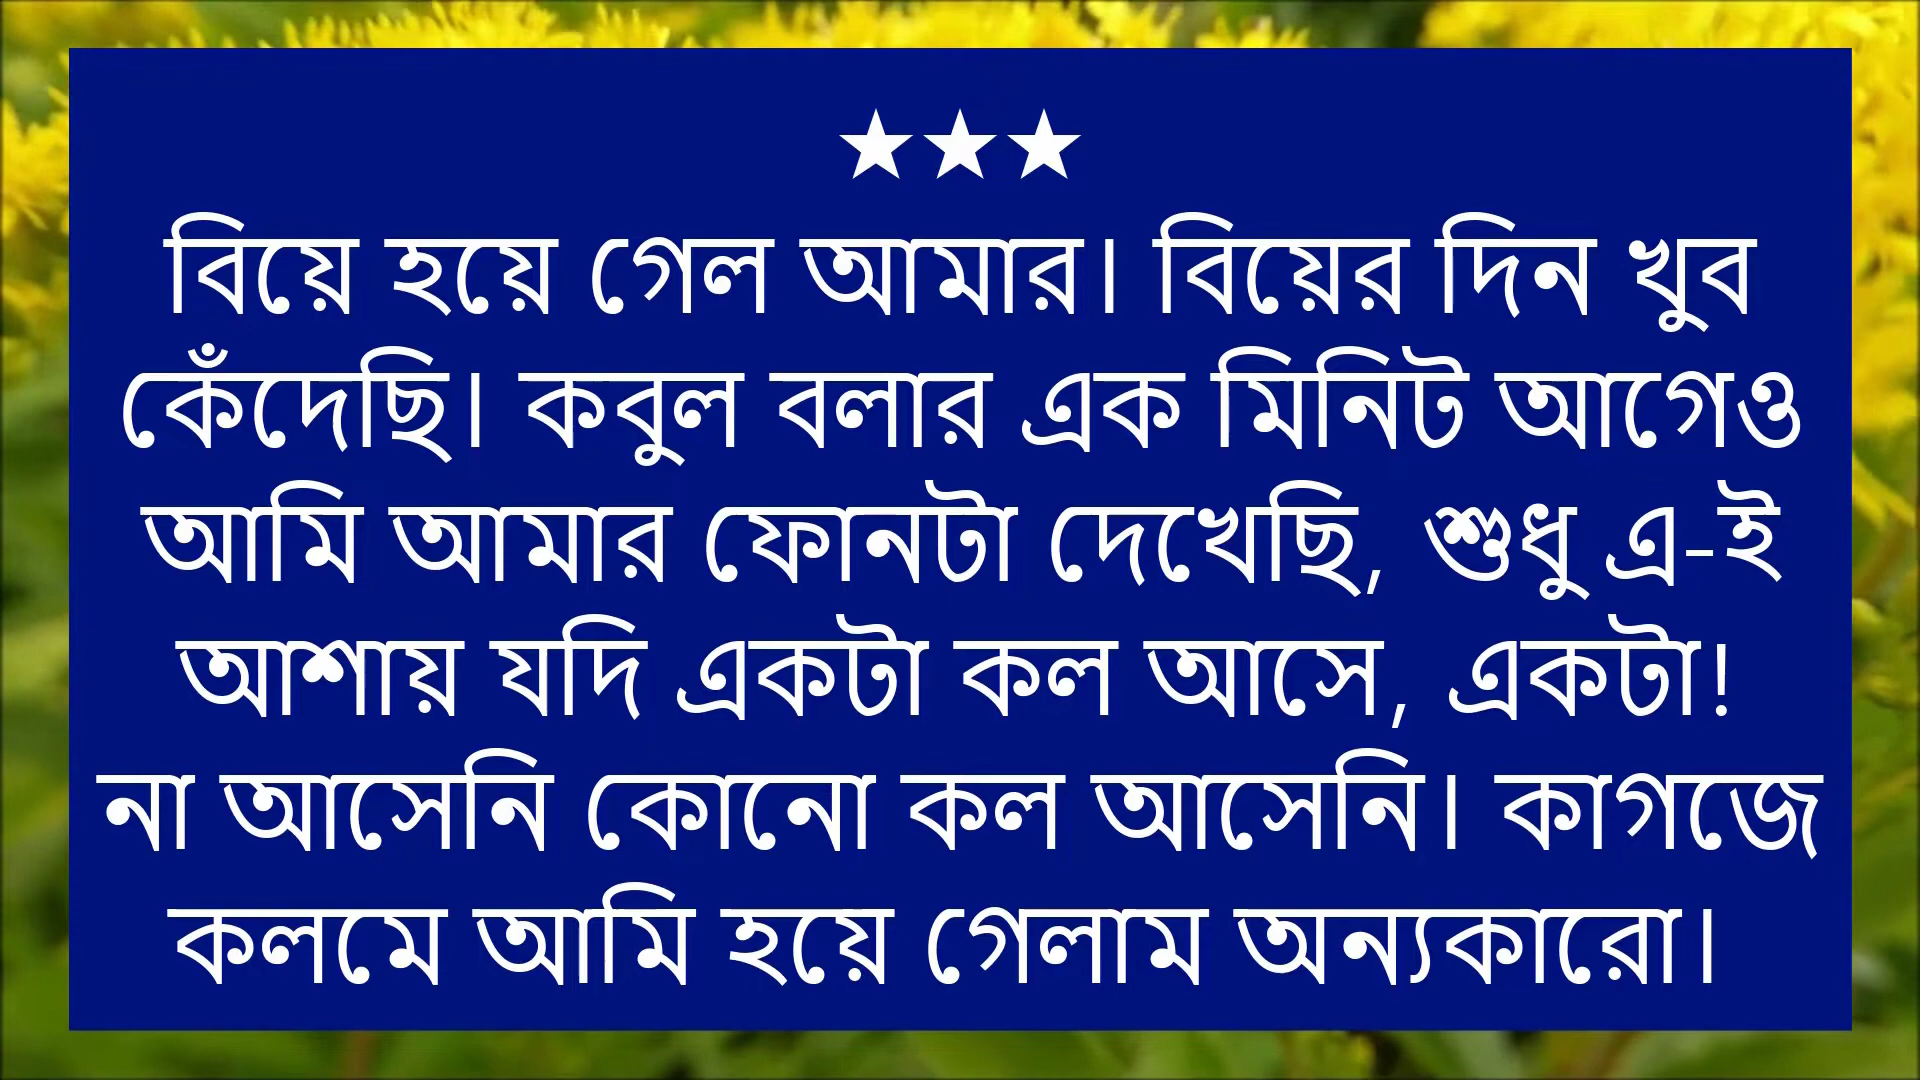 ★★★
বিয়ে হয়ে গেল আমার। বিয়ের দিন খুব
কেঁদেছি। কবুল বলার এক মিনিট আগেও
আমি আমার ফোনটা দেখেছি, শুধু এ-ই
আশায় যদি একটা কল আসে, একটা!
না আসেনি কোনো কল আসেনি। কাগজে
কলমে আমি হয়ে গেলাম অন্যকারো।